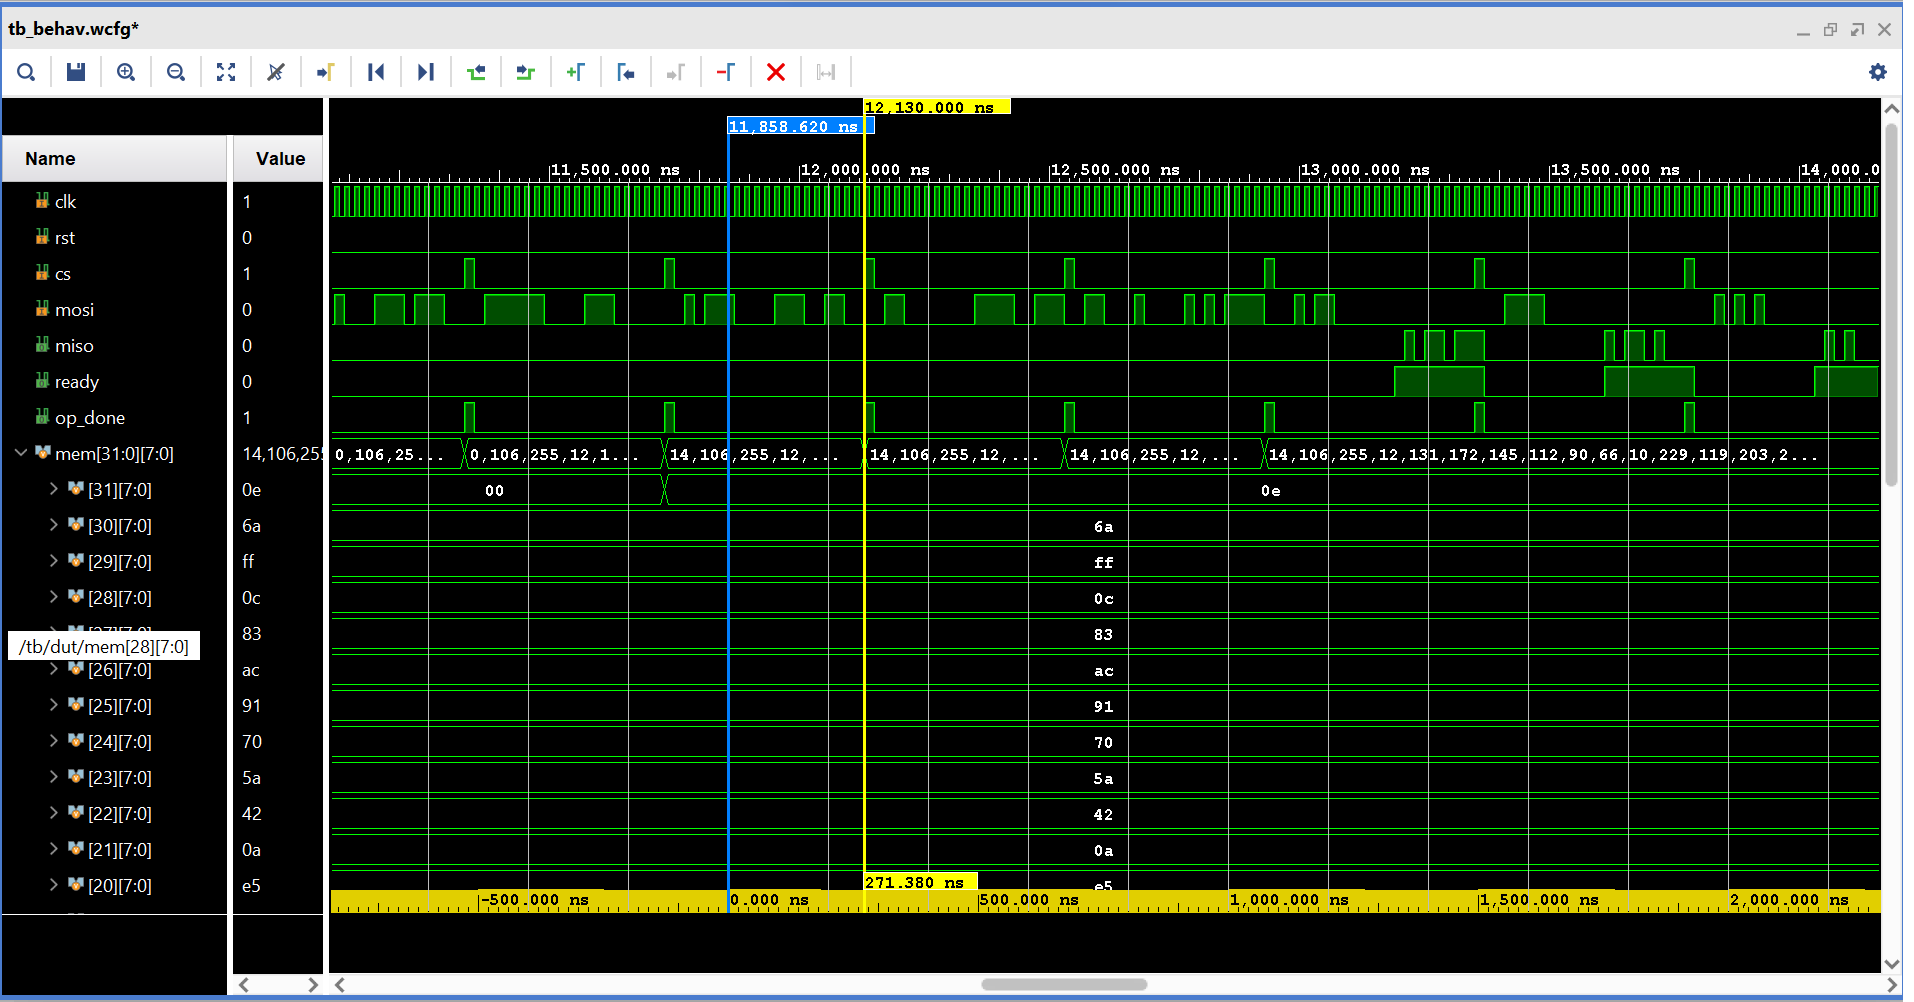 tb_behav.wcfg*
12,130.000 ns
11,858.620 ns
11,500.000 ns 12,000.000 ns 12,500.000 ns 13,000.000 ns 13,500.000 ns 14,000.0
Name Value
clk 1
rst 0
cs 1
mosi 0
miso 0
ready 0
op_done 1
mem[31:0][7:0] 14,106,255 0,106,25... 0,106,255,12,1... 14,106,255,12,... 14,106,255,12,... 14,106,255,12,... 14,106,255,12,131,172,145,112,90,66,10,229,119,203,2...
[31][7:0] 0e 00 0e
[30][7:0] 6a 6a
[29][7:0] ff ff
[28][7:0] 0c 0c
83 83
/tb/dut/mem[28][7:0]
[26][7:0] ac ac
[25][7:0] 91 91
[24][7:0] 70 70
[23][7:0] 5a 5a
[22][7:0] 42 42
[21][7:0] 0a 0a
[20][7:0] e5 e5
271.380 ns
-500.000 ns 0.000 ns 500.000 ns 1,000.000 ns 1,500.000 ns 2,000.000 ns